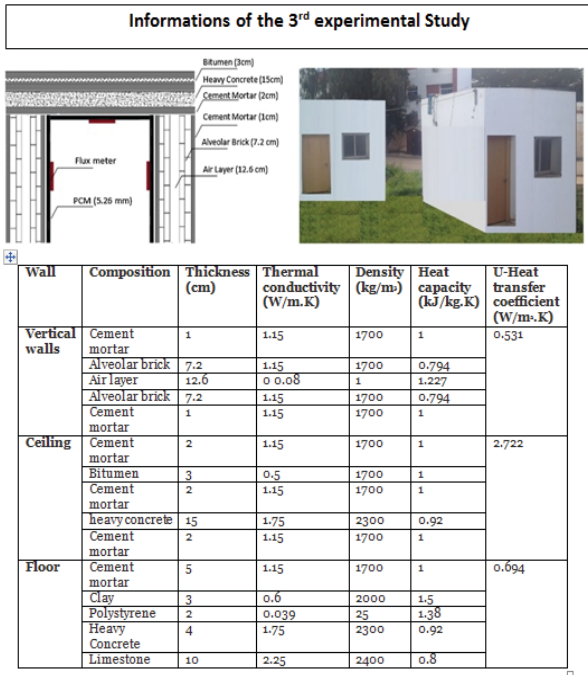 Informations of the 3rd experimental Study
Bitumen (3cm)
Heavy Concrete (15cm)
Cement Mortar (2cm)
Cement Mortar (1cm)
Alveolar Brick (7.2 cm)
Air Layer (12.6 cm)
Flux meter
PCM (5.26 mm)
Wall Composition Thickness (cm) Thermal conductivity (W/m.K) Density (kg/m³) Heat capacity (kJ/kg.K) U-Heat transfer coefficient (W/m².K)
Vertical walls Cement mortar 1 1.15 1700 1 0.531
Alveolar brick 7.2 1.15 1700 0.794
Air layer 12.6 0 0.08 1 1.227
Alveolar brick 7.2 1.15 1700 0.794
Cement mortar 1 1.15 1700 1
Ceiling Cement mortar 2 1.15 1700 1 2.722
Bitumen 3 0.5 1700 1
Cement mortar 2 1.15 1700 1
heavy concrete 15 1.75 2300 0.92
Cement mortar 2 1.15 1700 1
Floor Cement mortar 5 1.15 1700 1 0.694
Clay 3 0.6 2000 1.5
Polystyrene 2 0.039 25 1.38
Heavy Concrete 4 1.75 2300 0.92
Limestone 10 2.25 2400 0.8